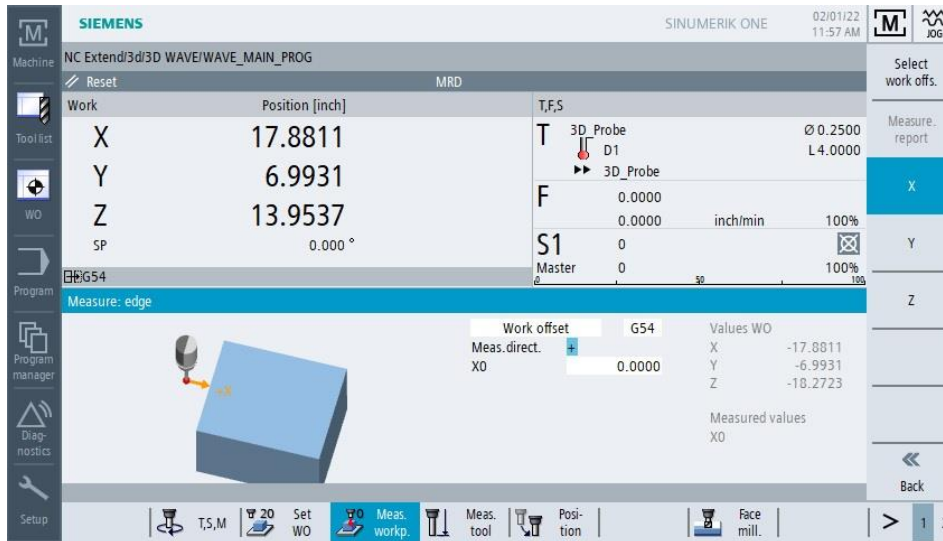 SIEMENS
SINUMERIK ONE
02/01/22
11:57 AM
M
JOG
M
Machine
NC Extend/3d/3D WAVE/WAVE_MAIN_PROG
Reset
MRD
Select
work offs.
Work
Position [inch]
T,F,S
X
17.8811
T
3D_Probe
Ø 0.2500
D1
L 4.0000
3D_Probe
Measure.
report
Tool list
Y
6.9931
F
0.0000
0.0000
inch/min
100%
X
WO
Z
13.9537
SP
0.000 °
S1
0
Master
0
100%
0
50
100
Y
G54
Program
Measure: edge
Z
Work offset
G54
Values WO
Meas.direct.
+
X
-17.8811
X0
0.0000
Y
-6.9931
Z
-18.2723
+X
Program
manager
Measured values
X0
Diag-
nostics
Back
Setup
T,S,M
20
Set
WO
Meas.
workp.
Meas.
tool
Posi-
tion
Face
mill.
>
1